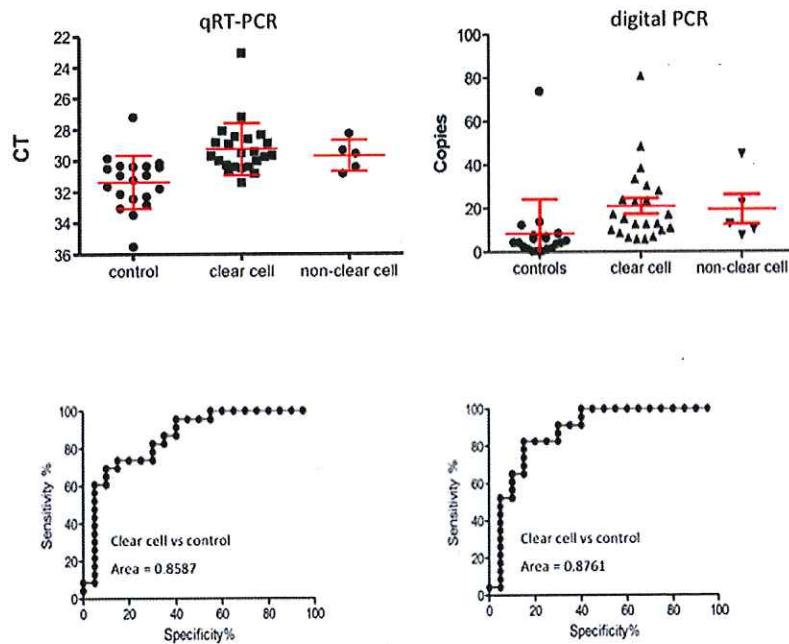 qRT-PCR
22
24
26
28
30
32
34
36
CT
control
clear cell
non-clear cell
digital PCR
100
80
60
40
20
0
Copies
controls
clear cell
non-clear cell
100
80
60
40
20
0
Sensitivity %
Clear cell vs control
Area = 0.8587
0
20
40
60
80
100
Specificity%
100
80
60
40
20
0
Sensitivity %
Clear cell vs control
Area = 0.8761
0
20
40
60
80
100
Specificity%